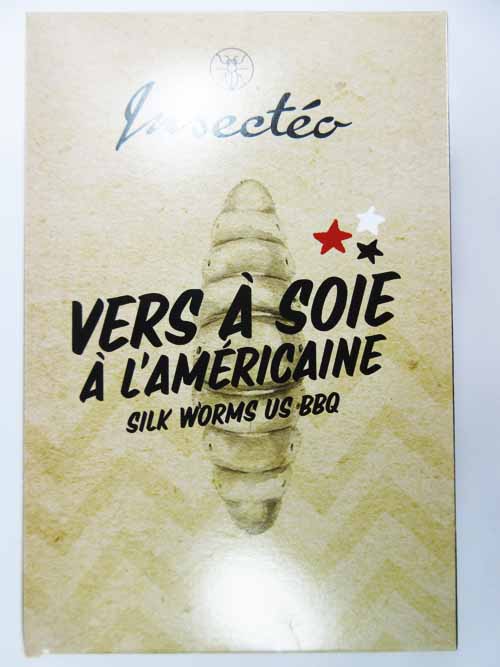 Insectéo
VERS À SOIE
À L'AMÉRICAINE
SILK WORMS US BBQ